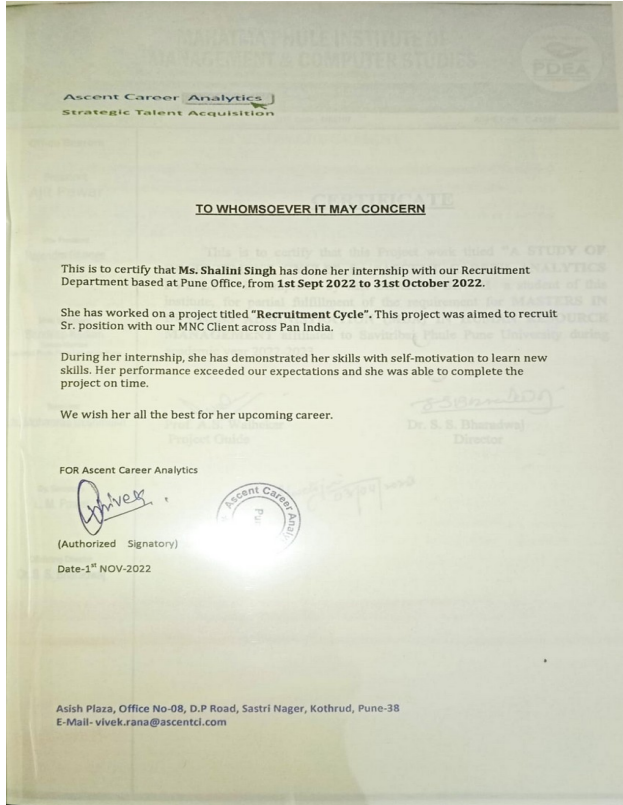 Ascent Career Analytics
Strategic Talent Acquisition
TO WHOMSOEVER IT MAY CONCERN
This is to certify that Ms. Shalini Singh has done her internship with our Recruitment
Department based at Pune Office, from 1st Sept 2022 to 31st October 2022.
She has worked on a project titled "Recruitment Cycle". This project was aimed to recruit
Sr. position with our MNC Client across Pan India.
During her internship, she has demonstrated her skills with self-motivation to learn new
skills. Her performance exceeded our expectations and she was able to complete the
project on time.
We wish her all the best for her upcoming career.
FOR Ascent Career Analytics
Ascent Career Analy
(Authorized Signatory)
Date-1st NOV-2022
Asish Plaza, Office No-08, D.P Road, Sastri Nager, Kothrud, Pune-38
E-Mail- vivek.rana@ascentci.com